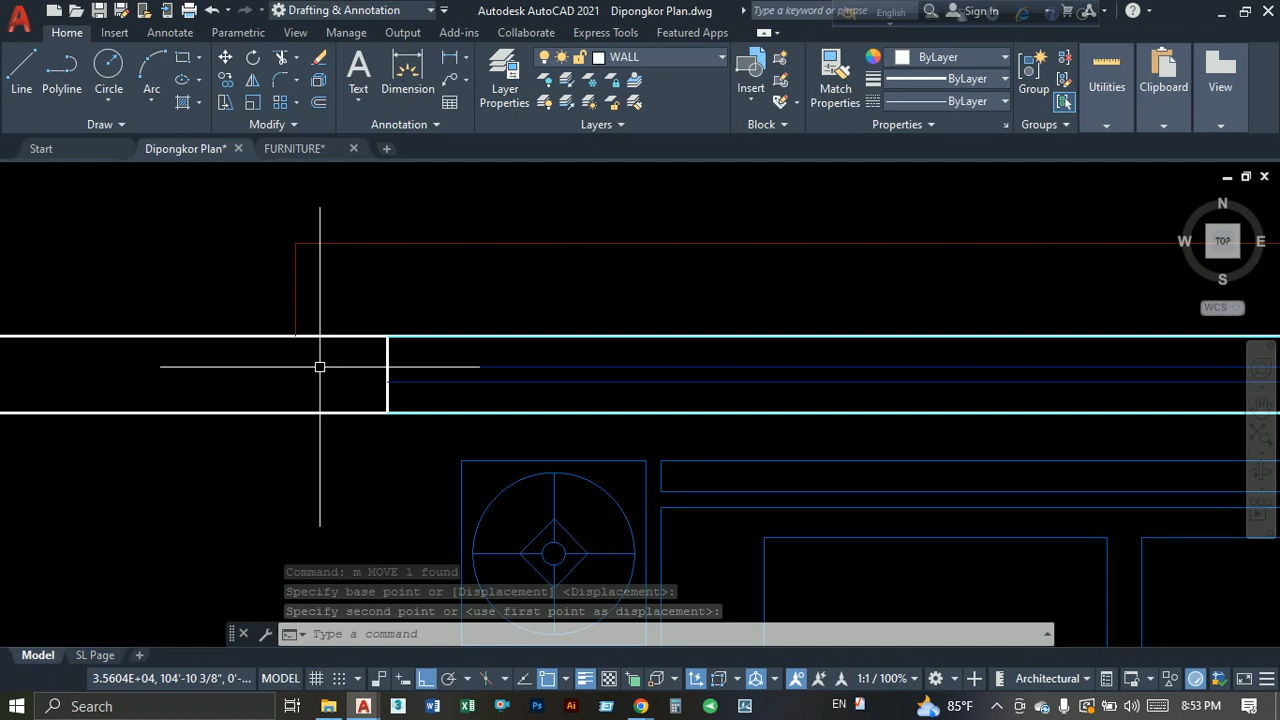 Drafting & Annotation
Autodesk AutoCAD 2021 Dipongkor Plan.dwg
Type a keyword or phrase
English
Sign In
Home Insert Annotate Parametric View Manage Output Add-ins Collaborate Express Tools Featured Apps
WALL
ByLayer
ByLayer
ByLayer
Line Polyline Circle Arc Text Dimension Layer Properties Insert Match Properties Group Utilities Clipboard View
Draw Modify Annotation Layers Block Properties Groups
Start Dipongkor Plan* FURNITURE*
N
W TOP E
S
WCS
Command: m MOVE 1 found
Specify base point or [Displacement] <Displacement>:
Specify second point or <use first point as displacement>:
Type a command
Model SL Page
3.5604E+04, 104'-10 3/8", 0'-... MODEL 1:1 / 100% Architectural
Search 85°F EN 8:53 PM